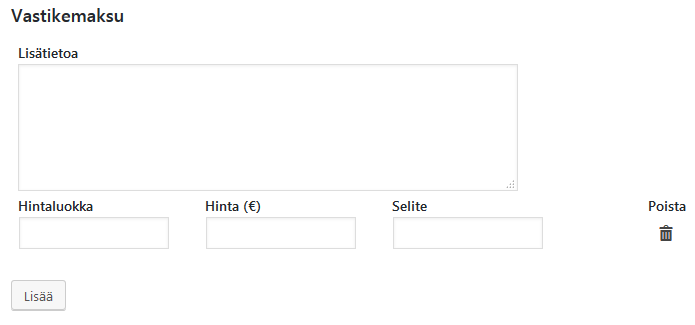 Vastikemaksu
Lisätietoa
Hintaluokka Hinta (€) Selite Poista
Lisää